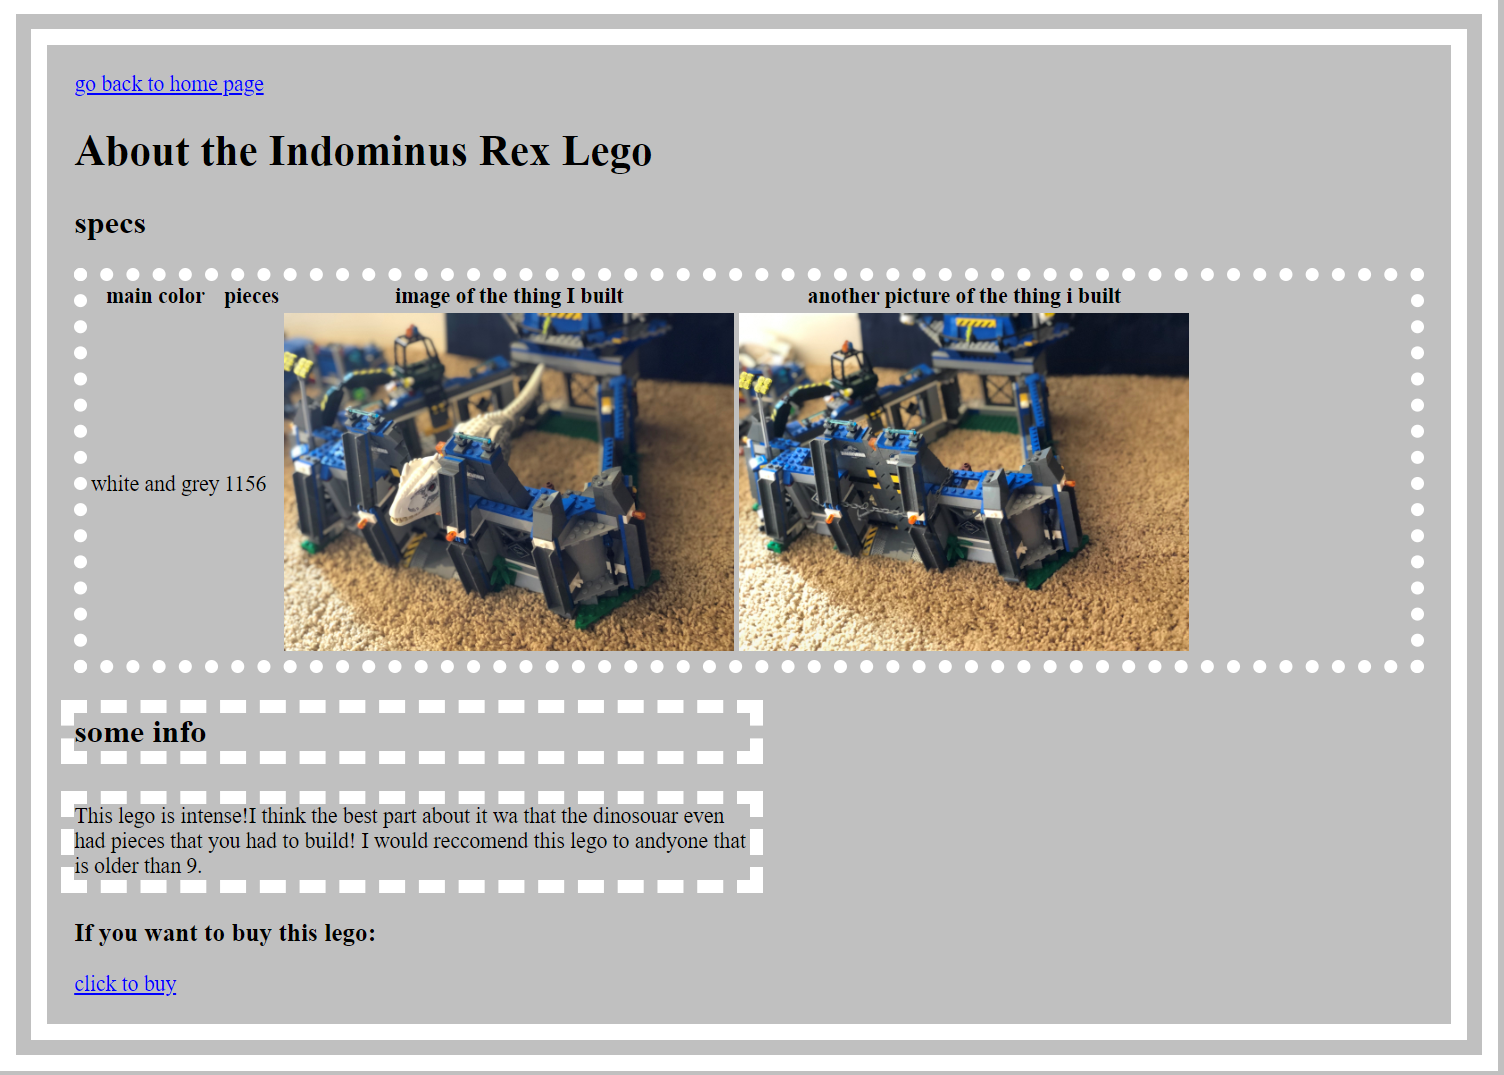 go back to home page
About the Indominus Rex Lego
specs
main color pieces image of the thing I built another picture of the thing i built
white and grey 1156
some info
This lego is intense!I think the best part about it wa that the dinosouar even
had pieces that you had to build! I would reccomend this lego to andyone that
is older than 9.
If you want to buy this lego:
click to buy